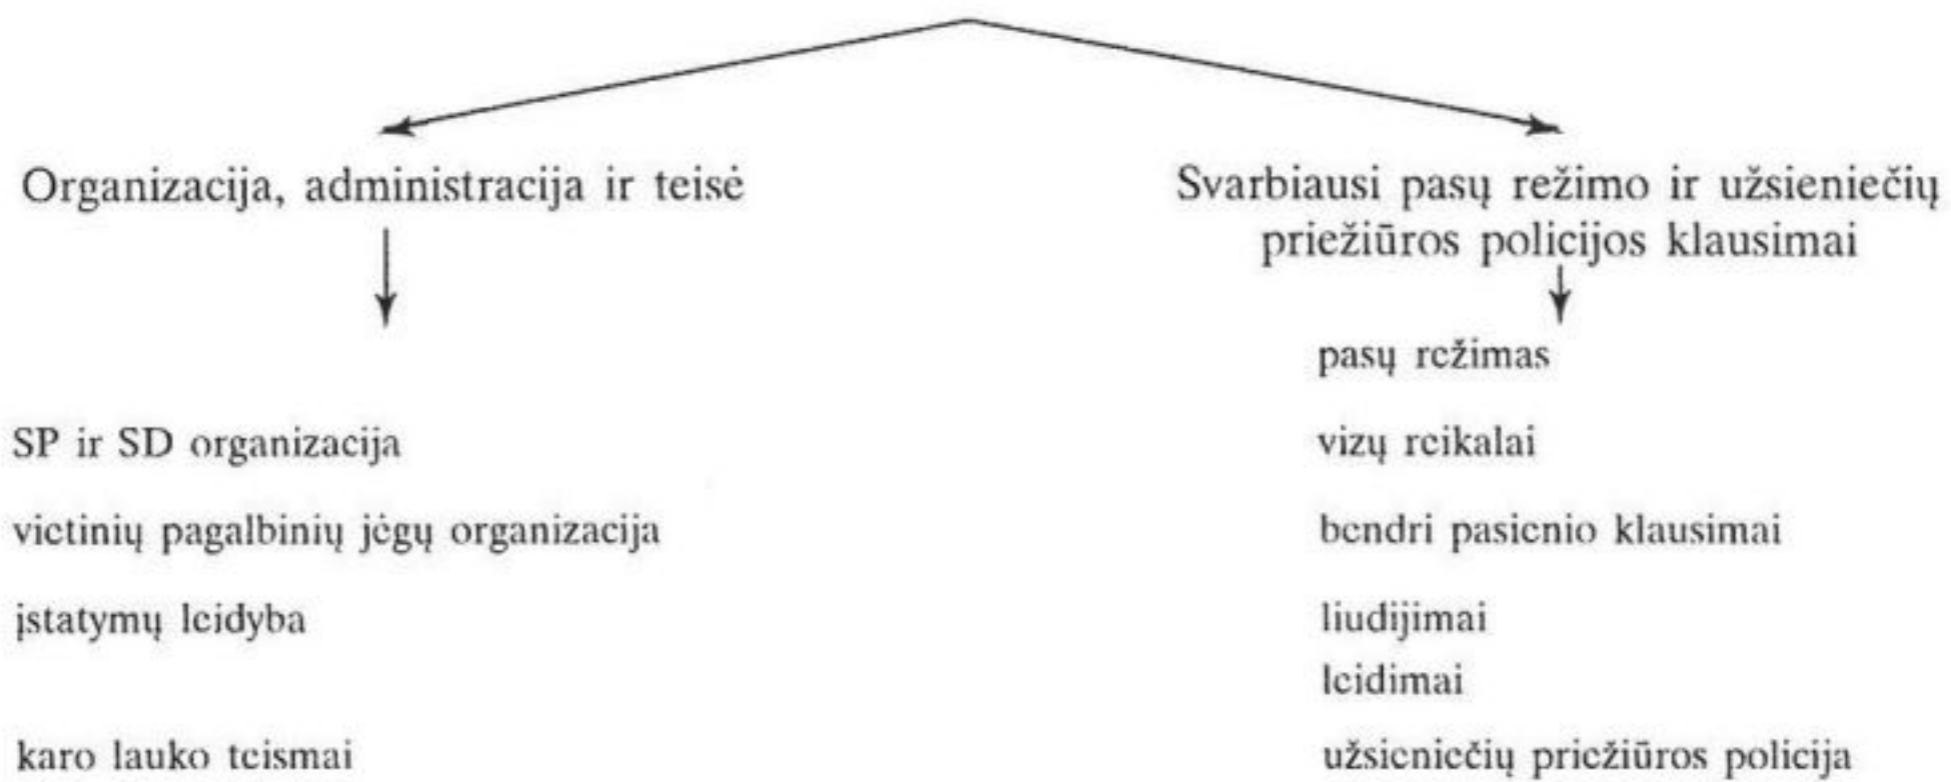 Organizacija, administracija ir teisė
SP ir SD organizacija
vietinių pagalbinių jėgų organizacija
įstatymų leidyba
karo lauko teismai
Svarbiausi pasų režimo ir užsieniečių
priežiūros policijos klausimai
pasų režimas
vizų reikalai
bendri pasienio klausimai
liudijimai
leidimai
užsieniečių priežiūros policija